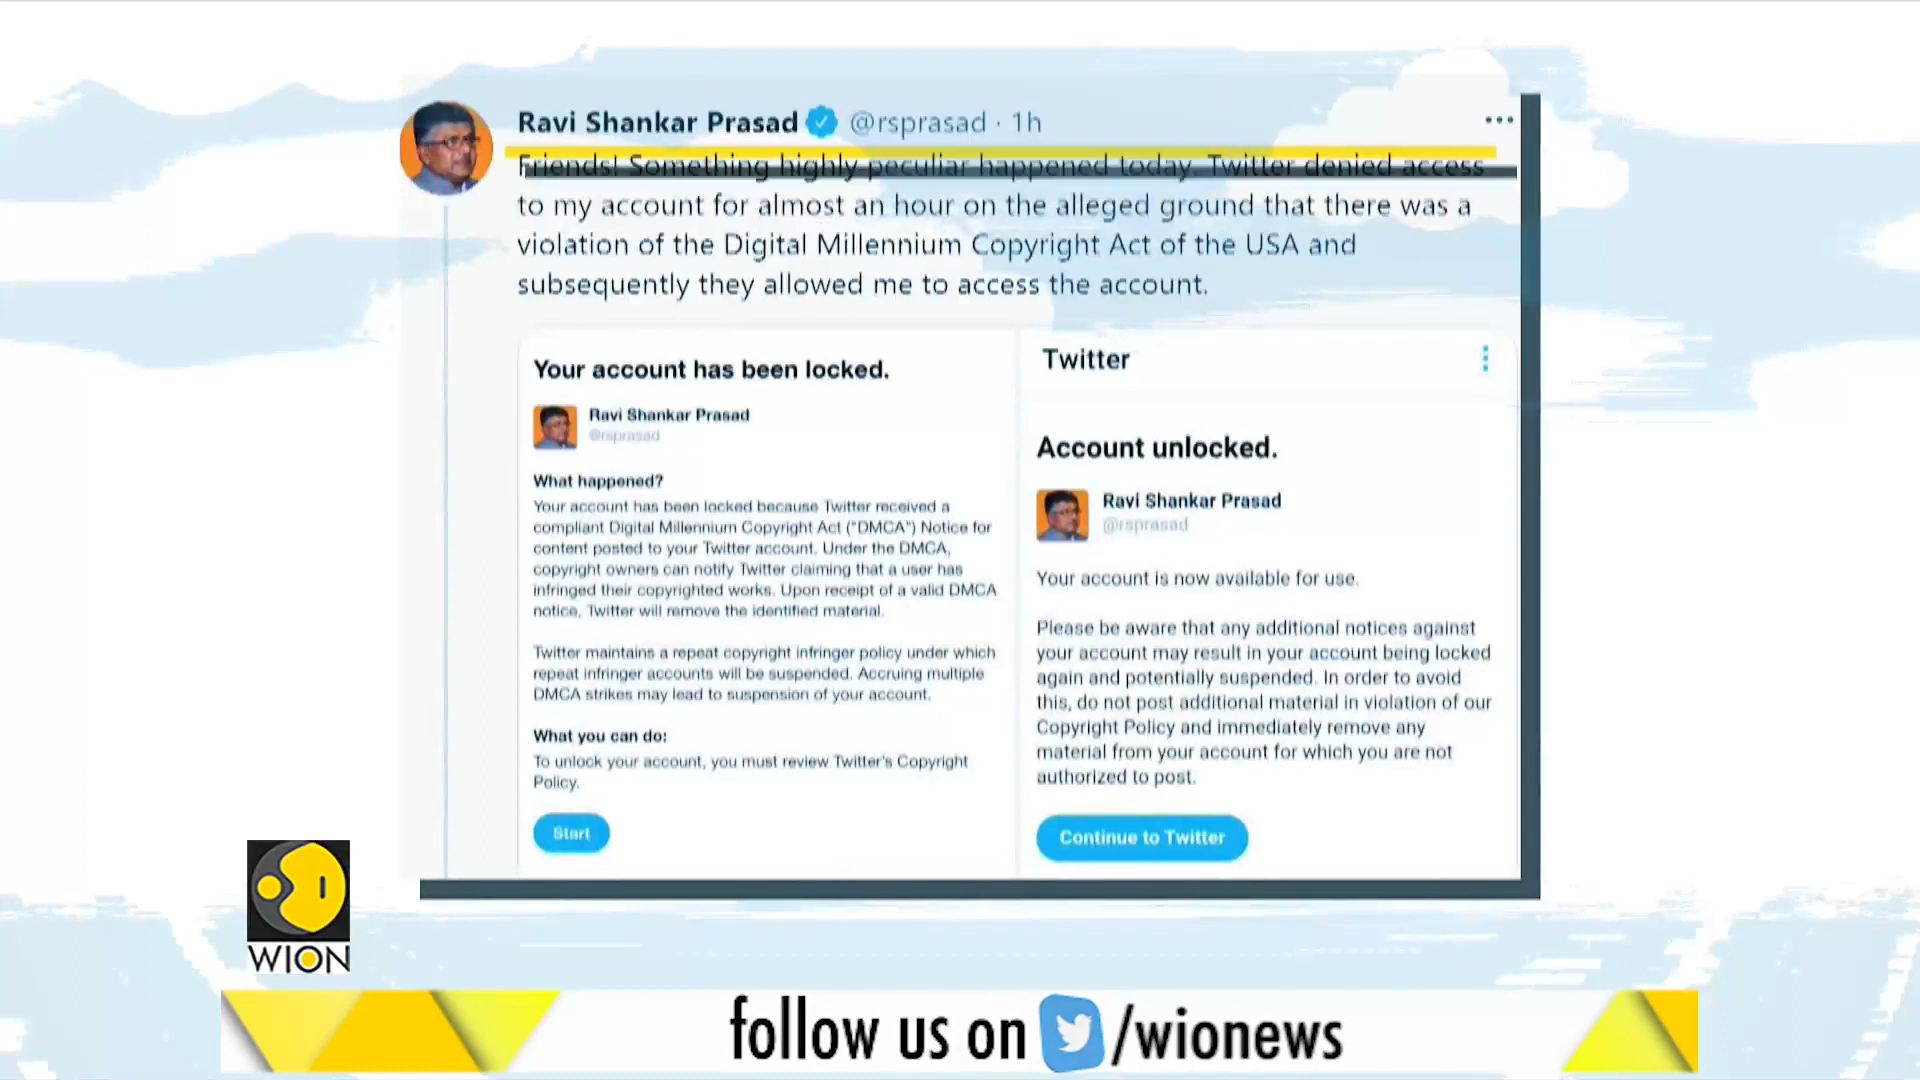 Ravi Shankar Prasad @rsprasad · 1h
Friends! Something highly peculiar happened today. Twitter denied access
to my account for almost an hour on the alleged ground that there was a
violation of the Digital Millennium Copyright Act of the USA and
subsequently they allowed me to access the account.
Your account has been locked.
Ravi Shankar Prasad
@rsprasad
What happened?
Your account has been locked because Twitter received a
compliant Digital Millennium Copyright Act ("DMCA") Notice for
content posted to your Twitter account. Under the DMCA,
copyright owners can notify Twitter claiming that a user has
infringed their copyrighted works. Upon receipt of a valid DMCA
notice, Twitter will remove the identified material.
Twitter maintains a repeat copyright infringer policy under which
repeat infringer accounts will be suspended. Accruing multiple
DMCA strikes may lead to suspension of your account.
What you can do:
To unlock your account, you must review Twitter's Copyright
Policy.
Start
Twitter
Account unlocked.
Ravi Shankar Prasad
@rsprasad
Your account is now available for use.
Please be aware that any additional notices against
your account may result in your account being locked
again and potentially suspended. In order to avoid
this, do not post additional material in violation of our
Copyright Policy and immediately remove any
material from your account for which you are not
authorized to post.
Continue to Twitter
WION
follow us on /wionews